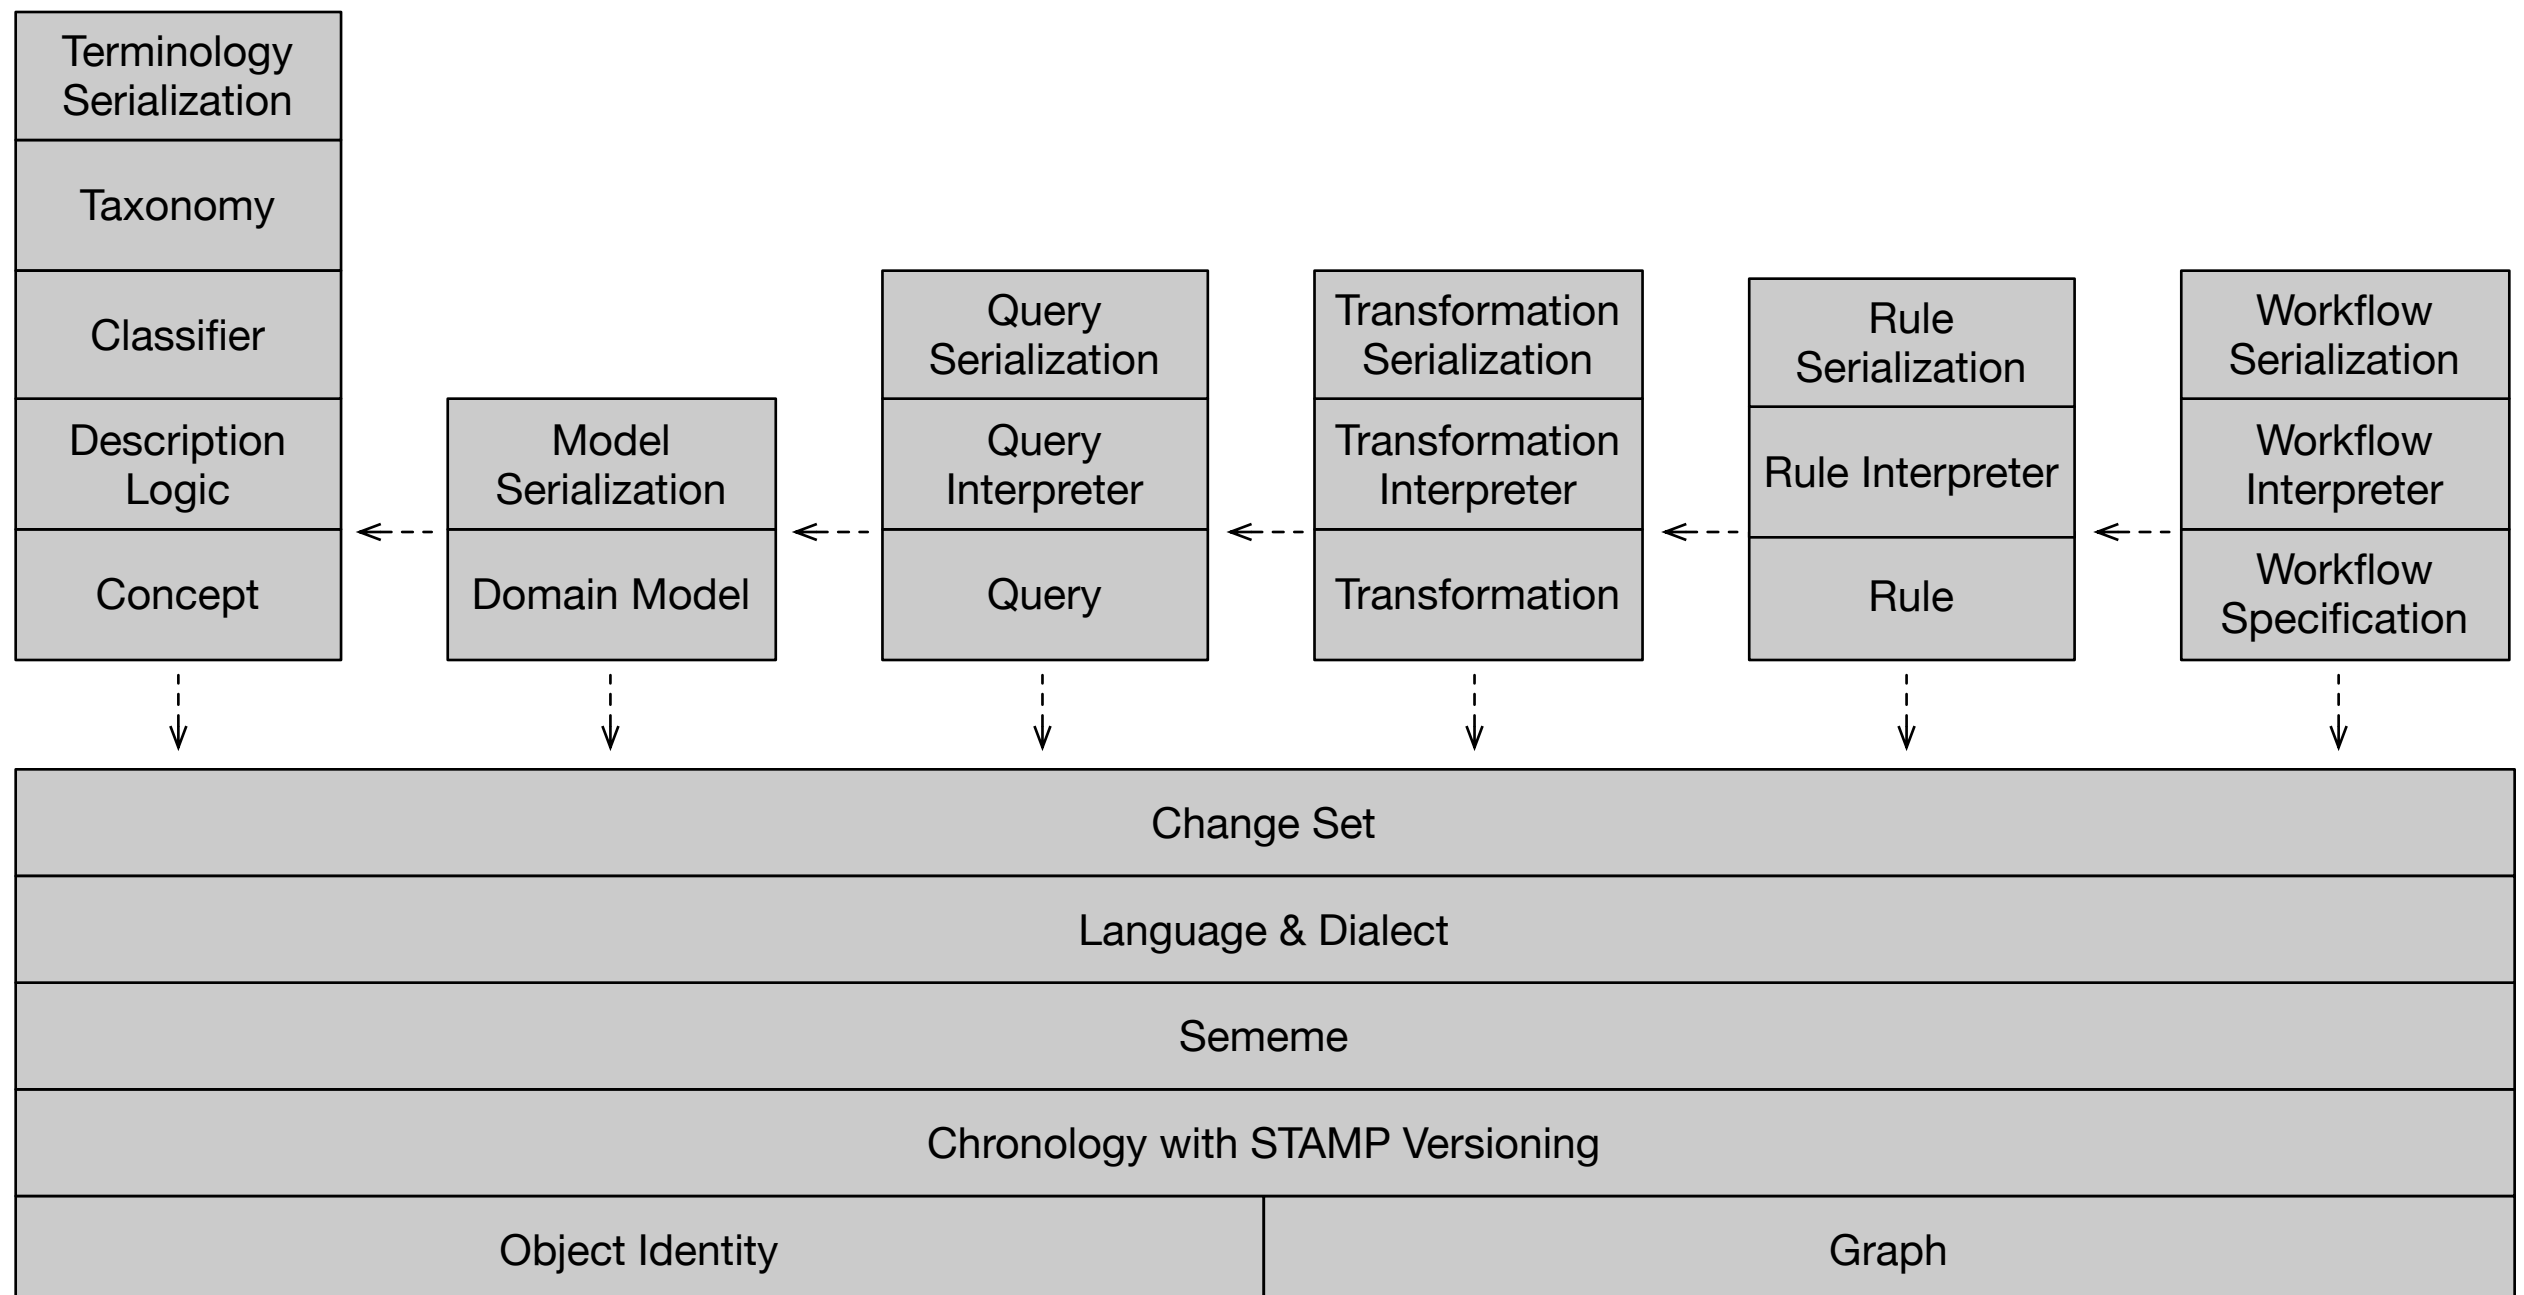 Terminology
Serialization
Taxonomy
Classifier
Description
Logic
Concept
Model
Serialization
Domain Model
Query
Serialization
Query
Interpreter
Query
Transformation
Serialization
Transformation
Interpreter
Transformation
Rule
Serialization
Rule Interpreter
Rule
Workflow
Serialization
Workflow
Interpreter
Workflow
Specification
Change Set
Language & Dialect
Sememe
Chronology with STAMP Versioning
Object Identity
Graph